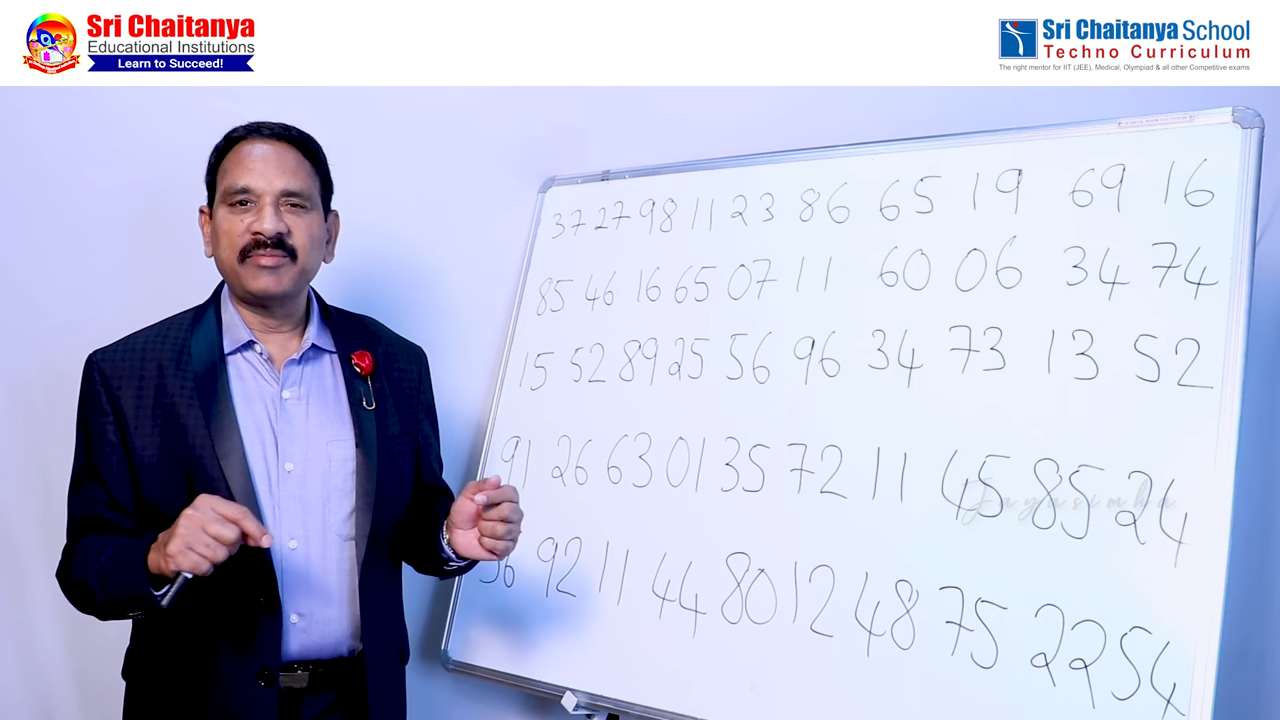 Sri Chaitanya
Educational Institutions
Learn to Succeed!
Sri Chaitanya School
Techno Curriculum
The right mentor for IIT (JEE), Medical, Olympiad & all other Competitive exams
37 27 98 11 23 86 65 19 69 16
85 46 16 65 07 11 60 06 34 74
15 52 89 25 56 96 34 73 13 52
91 26 63 01 35 72 11 45 85 24
Jayasimha
36 92 11 44 80 12 48 75 22 54